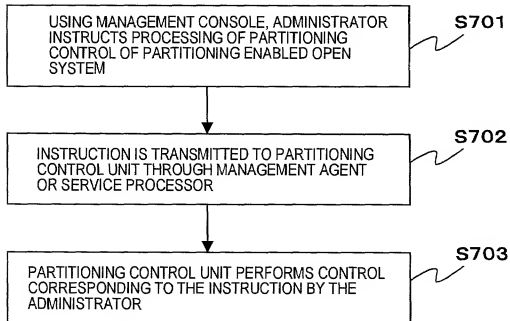 USING MANAGEMENT CONSOLE, ADMINISTRATOR
INSTRUCTS PROCESSING OF PARTITIONING
CONTROL OF PARTITIONING ENABLED OPEN
SYSTEM
S701
INSTRUCTION IS TRANSMITTED TO PARTITIONING
CONTROL UNIT THROUGH MANAGEMENT AGENT
OR SERVICE PROCESSOR
S702
PARTITIONING CONTROL UNIT PERFORMS CONTROL
CORRESPONDING TO THE INSTRUCTION BY THE
ADMINISTRATOR
S703